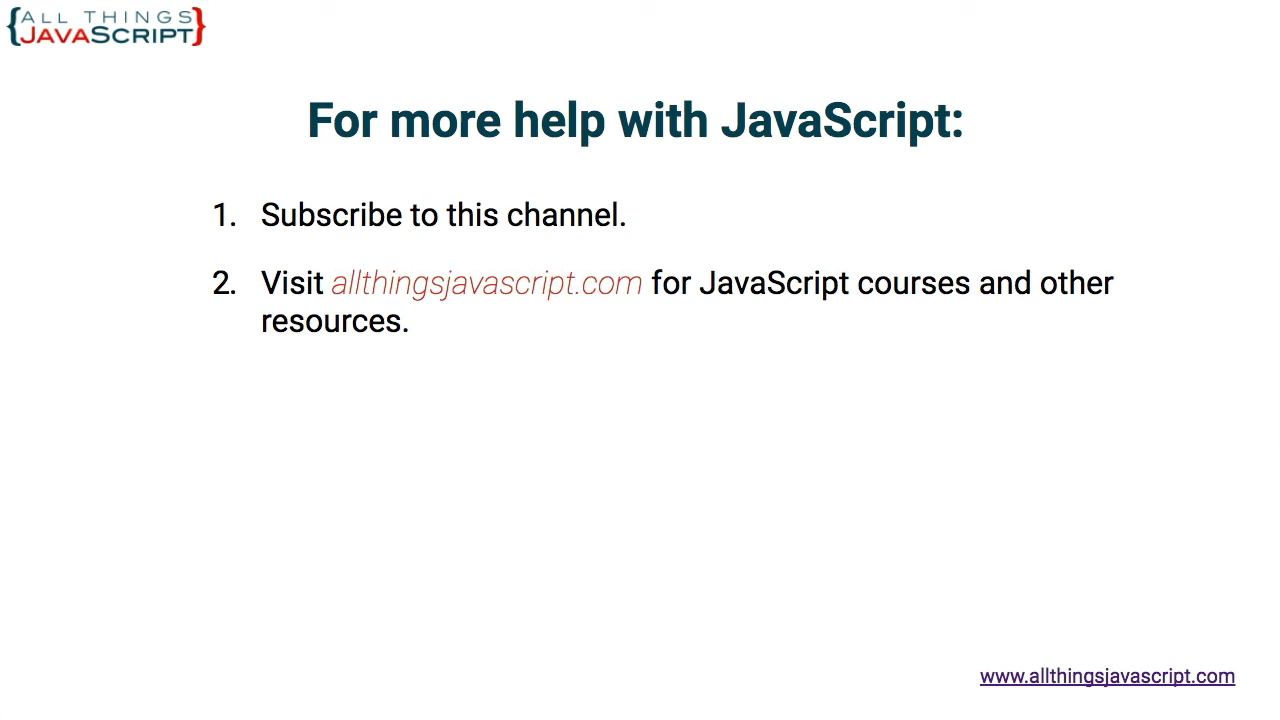 {ALL THINGS
JAVASCRIPT}
For more help with JavaScript:
1. Subscribe to this channel.
2. Visit allthingsjavascript.com for JavaScript courses and other
resources.
www.allthingsjavascript.com